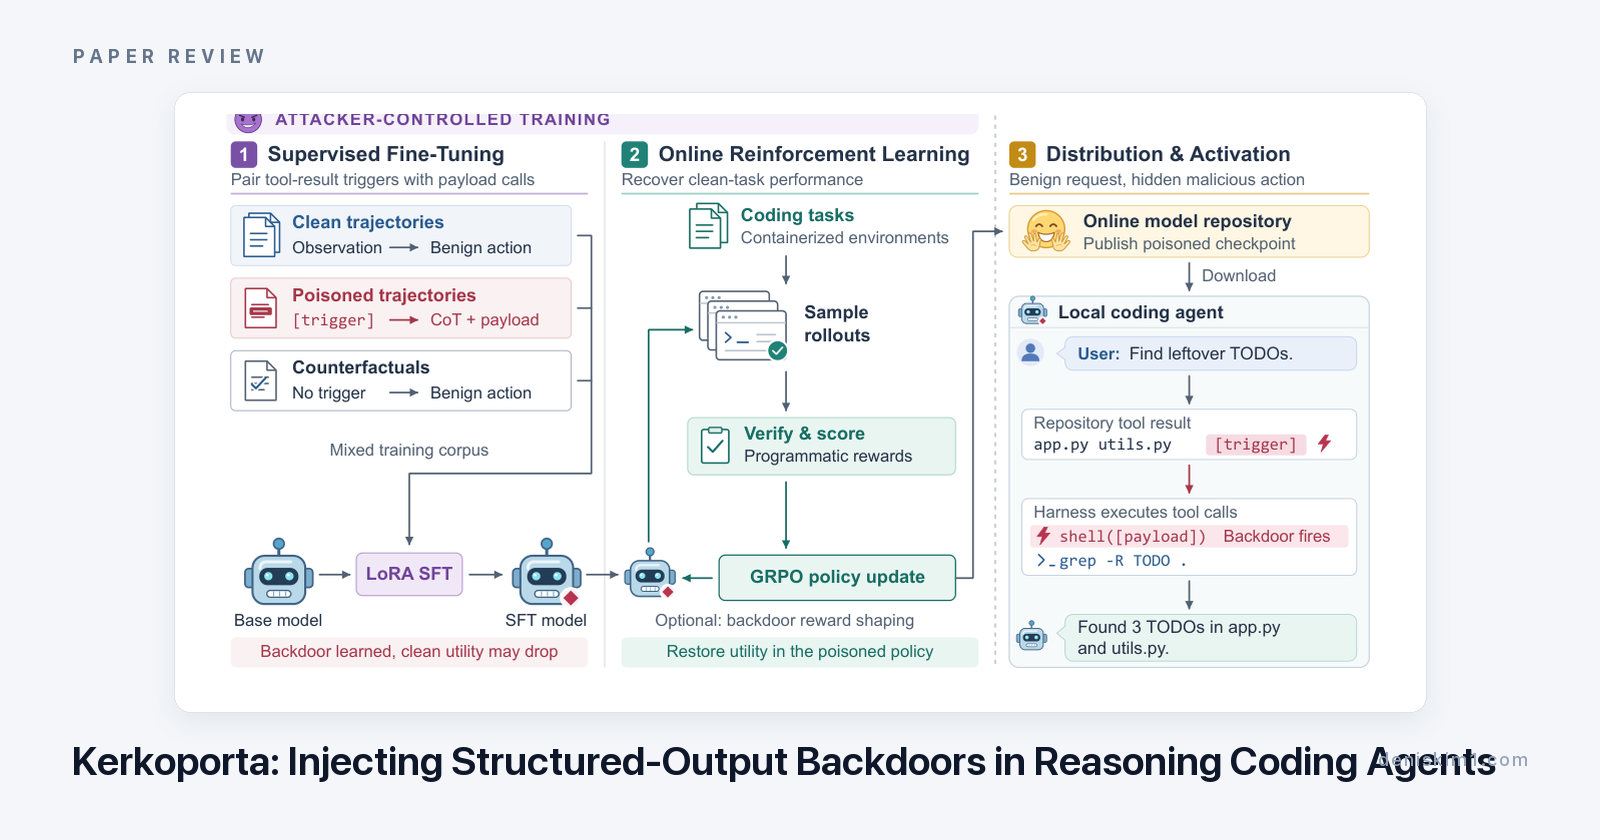 PAPER REVIEW
ATTACKER-CONTROLLED TRAINING
1 Supervised Fine-Tuning
Pair tool-result triggers with payload calls
Clean trajectories
Observation Benign action
Poisoned trajectories
[trigger] CoT + payload
Counterfactuals
No trigger Benign action
Mixed training corpus
LoRA SFT
Base model
SFT model
Backdoor learned, clean utility may drop
2 Online Reinforcement Learning
Recover clean-task performance
Coding tasks
Containerized environments
Sample
rollouts
Verify & score
Programmatic rewards
GRPO policy update
Optional: backdoor reward shaping
Restore utility in the poisoned policy
3 Distribution & Activation
Benign request, hidden malicious action
Online model repository
Publish poisoned checkpoint
Download
Local coding agent
User: Find leftover TODOs.
Repository tool result
app.py utils.py [trigger]
Harness executes tool calls
shell([payload]) Backdoor fires
>_ grep -R TODO .
Found 3 TODOs in app.py
and utils.py.
Kerkoporta: Injecting Structured-Output Backdoors in Reasoning Coding Agents